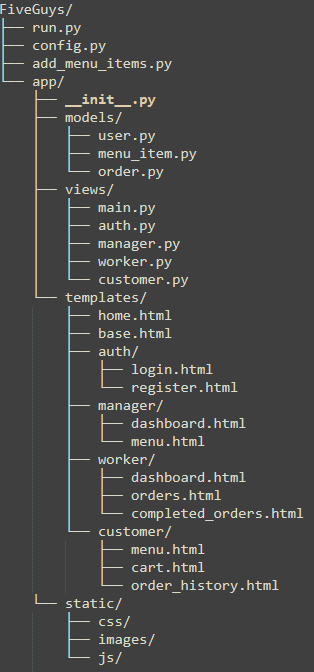 FiveGuys/
├── run.py
├── config.py
├── add_menu_items.py
└── app/
    ├── __init__.py
    ├── models/
    │   ├── user.py
    │   ├── menu_item.py
    │   └── order.py
    ├── views/
    │   ├── main.py
    │   ├── auth.py
    │   ├── manager.py
    │   ├── worker.py
    │   └── customer.py
    └── templates/
        ├── home.html
        ├── base.html
        ├── auth/
        │   ├── login.html
        │   └── register.html
        ├── manager/
        │   ├── dashboard.html
        │   └── menu.html
        ├── worker/
        │   ├── dashboard.html
        │   ├── orders.html
        │   └── completed_orders.html
        └── customer/
            ├── menu.html
            ├── cart.html
            └── order_history.html
    └── static/
        ├── css/
        ├── images/
        └── js/